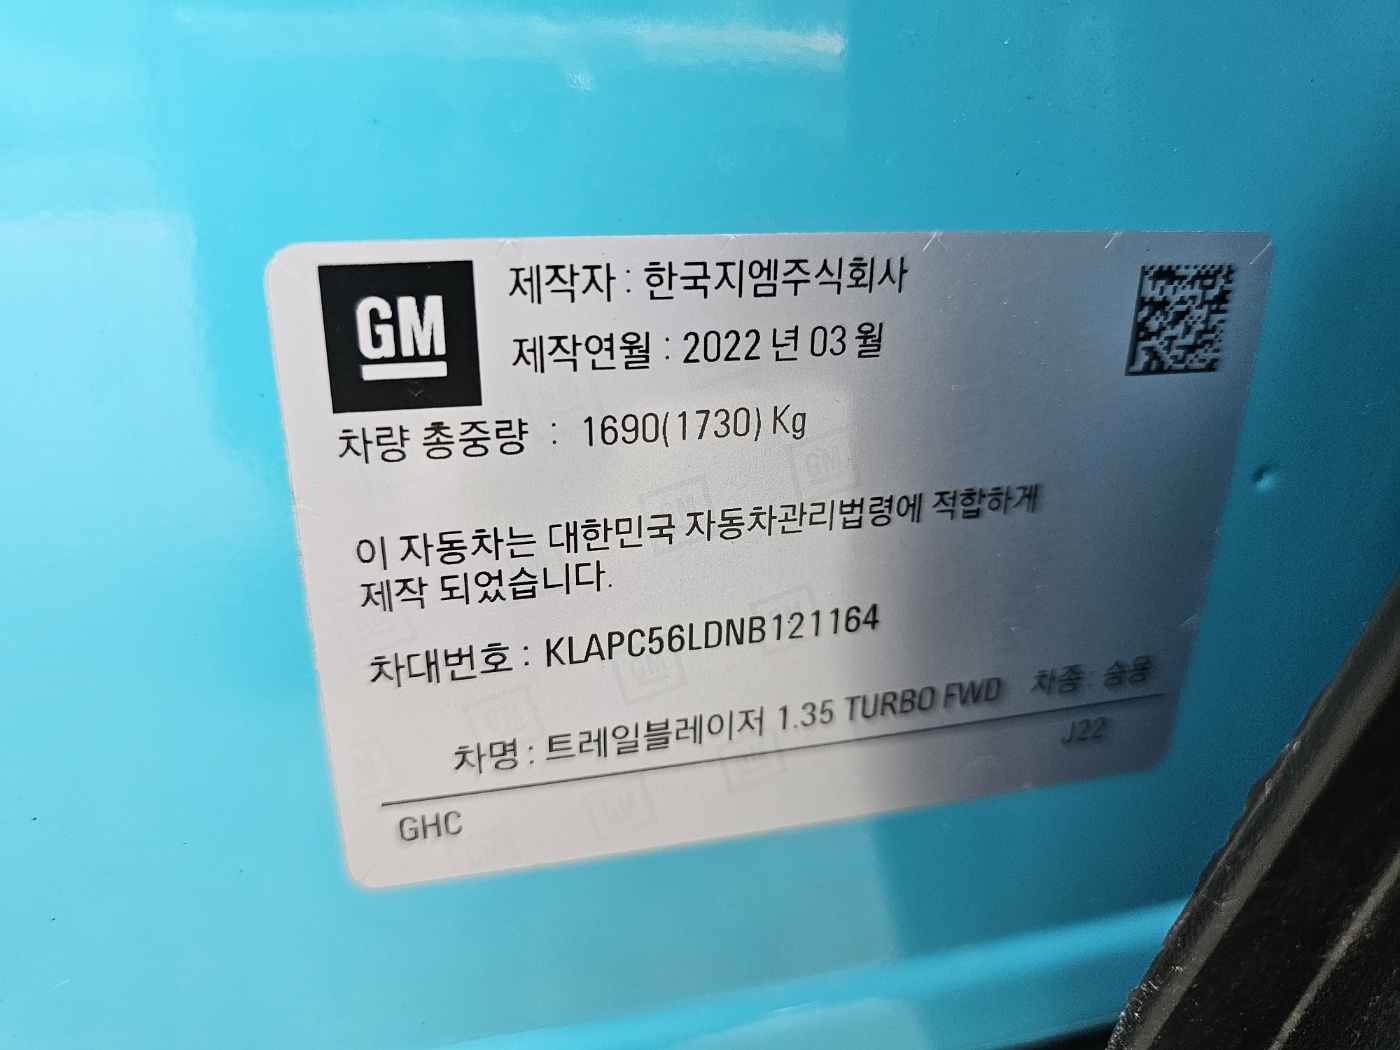 GM
제작자 : 한국지엠주식회사
제작연월 : 2022 년 03 월
차량 총중량 : 1690(1730) Kg
이 자동차는 대한민국 자동차관리법령에 적합하게
제작 되었습니다.
차대번호 : KLAPC56LDNB121164
차명 : 트레일블레이저 1.35 TURBO FWD 차종 : 승용
GHC J22